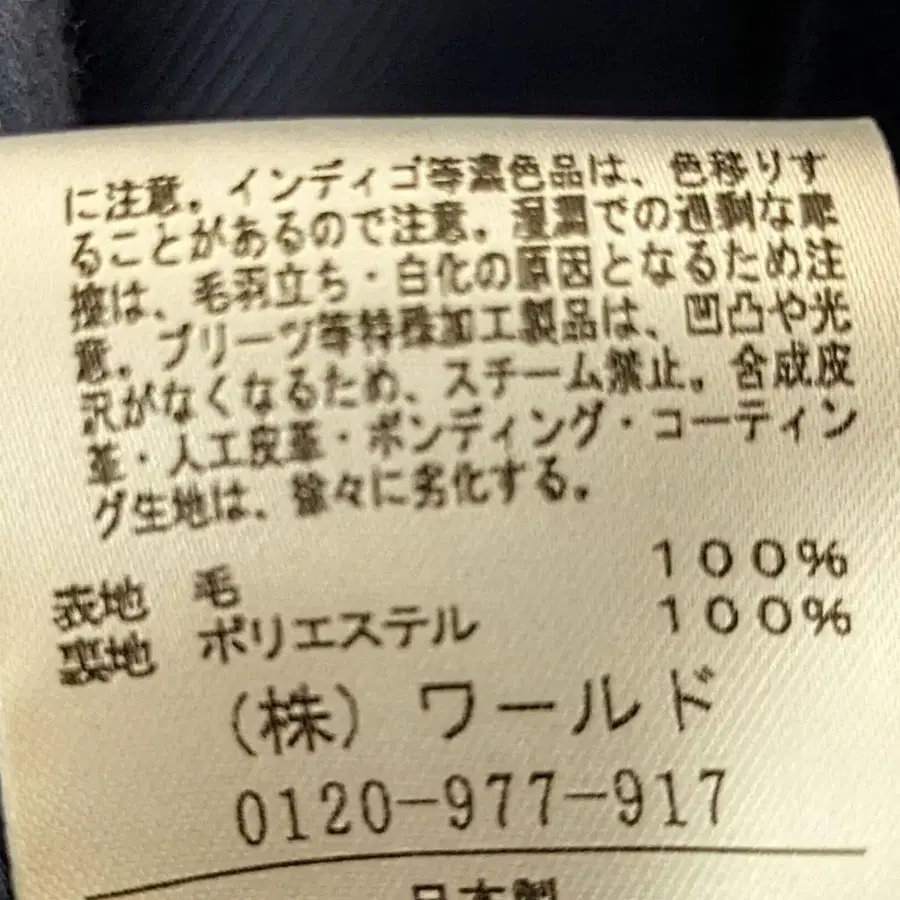 に注意。インディゴ等濃色品は、色移りす
ることがあるので注意。湿潤での過剰な摩
擦は、毛羽立ち・白化の原因となるため注
意。プリーツ等特殊加工製品は、凹凸や光
沢がなくなるため、スチーム禁止。合成皮
革・人工皮革・ボンディング・コーティン
グ生地は、徐々に劣化する。
表地 毛 100%
裏地 ポリエステル 100%
(株) ワールド
0120-977-917
日本製